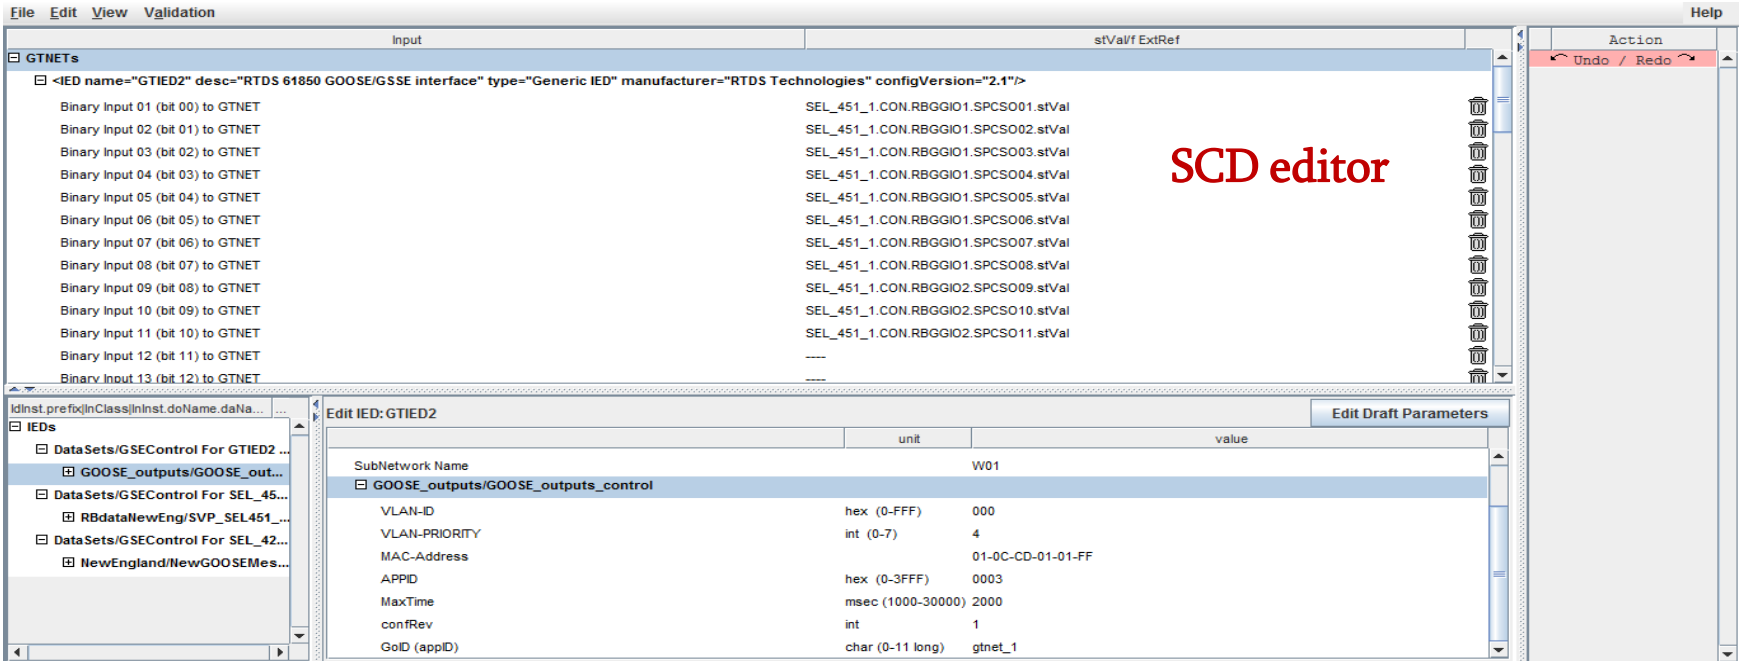 File Edit View Validation Help
Input stVal/f ExtRef Action
GTNETs
Undo / Redo
<IED name="GTIED2" desc="RTDS 61850 GOOSE/GSSE interface" type="Generic IED" manufacturer="RTDS Technologies" configVersion="2.1"/>
Binary Input 01 (bit 00) to GTNET SEL_451_1.CON.RBGGIO1.SPCSO01.stVal
Binary Input 02 (bit 01) to GTNET SEL_451_1.CON.RBGGIO1.SPCSO02.stVal
Binary Input 03 (bit 02) to GTNET SEL_451_1.CON.RBGGIO1.SPCSO03.stVal
SCD editor
Binary Input 04 (bit 03) to GTNET SEL_451_1.CON.RBGGIO1.SPCSO04.stVal
Binary Input 05 (bit 04) to GTNET SEL_451_1.CON.RBGGIO1.SPCSO05.stVal
Binary Input 06 (bit 05) to GTNET SEL_451_1.CON.RBGGIO1.SPCSO06.stVal
Binary Input 07 (bit 06) to GTNET SEL_451_1.CON.RBGGIO1.SPCSO07.stVal
Binary Input 08 (bit 07) to GTNET SEL_451_1.CON.RBGGIO1.SPCSO08.stVal
Binary Input 09 (bit 08) to GTNET SEL_451_1.CON.RBGGIO2.SPCSO09.stVal
Binary Input 10 (bit 09) to GTNET SEL_451_1.CON.RBGGIO2.SPCSO10.stVal
Binary Input 11 (bit 10) to GTNET SEL_451_1.CON.RBGGIO2.SPCSO11.stVal
Binary Input 12 (bit 11) to GTNET ----
Binary Input 13 (bit 12) to GTNET ----
ldInst.prefix|lnClass|lnInst.doName.daNa... ...
IEDs
DataSets/GSEControl For GTIED2 ...
GOOSE_outputs/GOOSE_out...
DataSets/GSEControl For SEL_45...
RBdataNewEng/SVP_SEL451_...
DataSets/GSEControl For SEL_42...
NewEngland/NewGOOSEMes...
Edit IED: GTIED2 Edit Draft Parameters
unit value
SubNetwork Name W01
GOOSE_outputs/GOOSE_outputs_control
VLAN-ID hex (0-FFF) 000
VLAN-PRIORITY int (0-7) 4
MAC-Address 01-0C-CD-01-01-FF
APPID hex (0-3FFF) 0003
MaxTime msec (1000-30000) 2000
confRev int 1
GoID (appID) char (0-11 long) gtnet_1